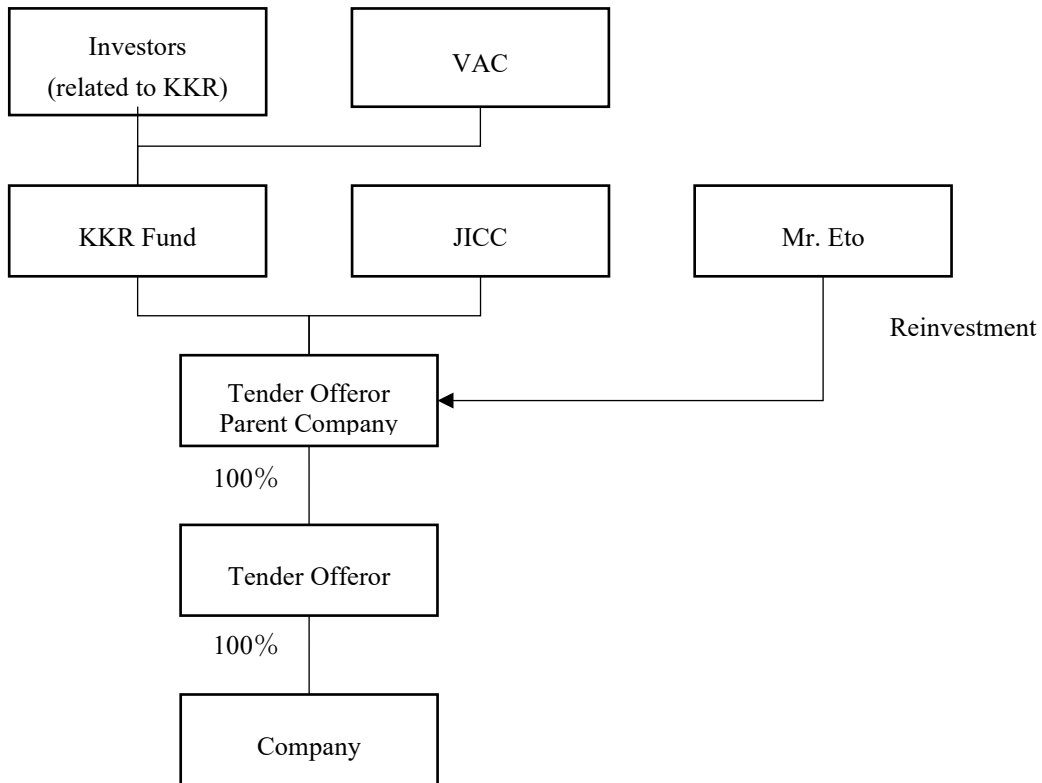 Investors
(related to KKR)
VAC
KKR Fund
JICC
Mr. Eto
Reinvestment
Tender Offeror
Parent Company
100%
Tender Offeror
100%
Company